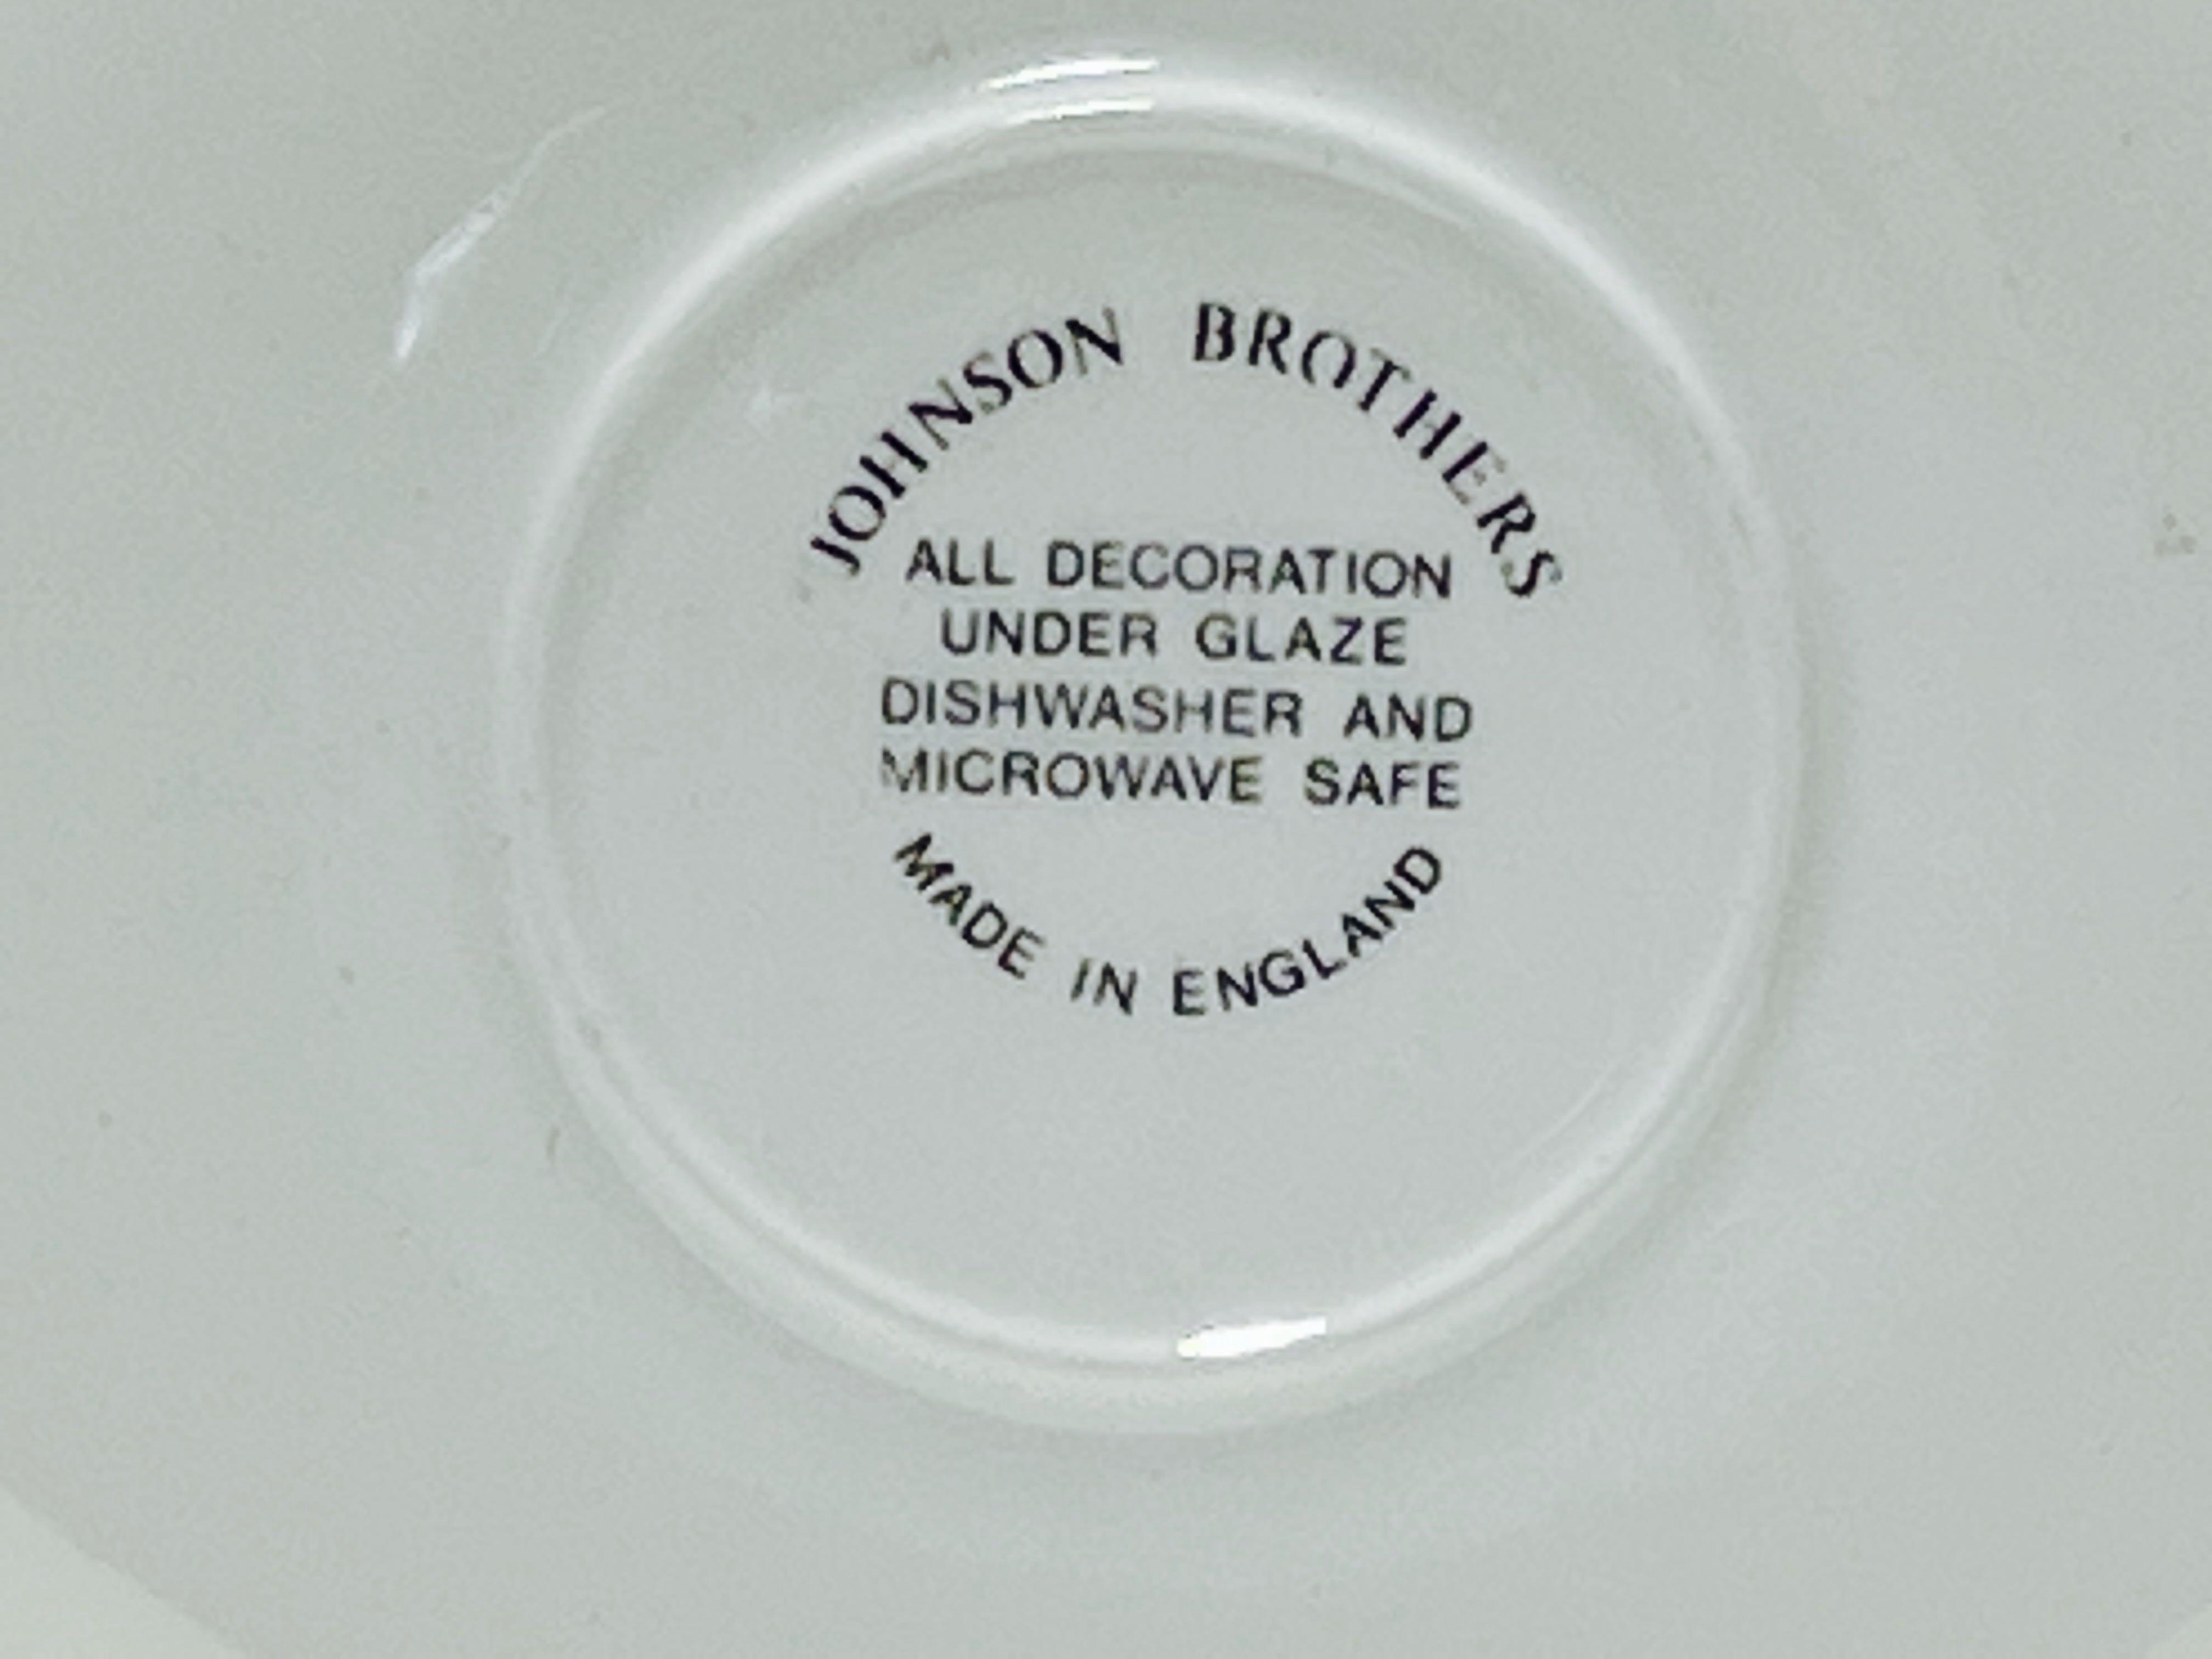 JOHNSON BROTHERS
ALL DECORATION
UNDER GLAZE
DISHWASHER AND
MICROWAVE SAFE
MADE IN ENGLAND